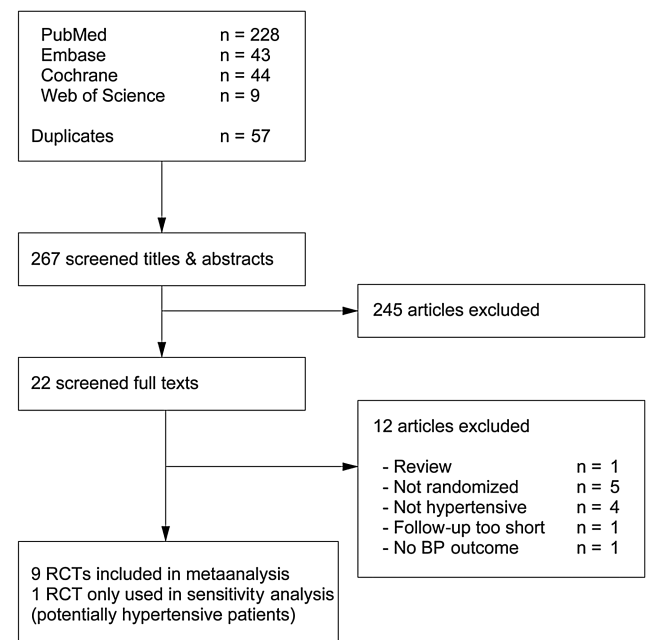 PubMed n = 228
Embase n = 43
Cochrane n = 44
Web of Science n = 9
Duplicates n = 57
267 screened titles & abstracts
245 articles excluded
22 screened full texts
12 articles excluded
- Review n = 1
- Not randomized n = 5
- Not hypertensive n = 4
- Follow-up too short n = 1
- No BP outcome n = 1
9 RCTs included in metaanalysis
1 RCT only used in sensitivity analysis
(potentially hypertensive patients)